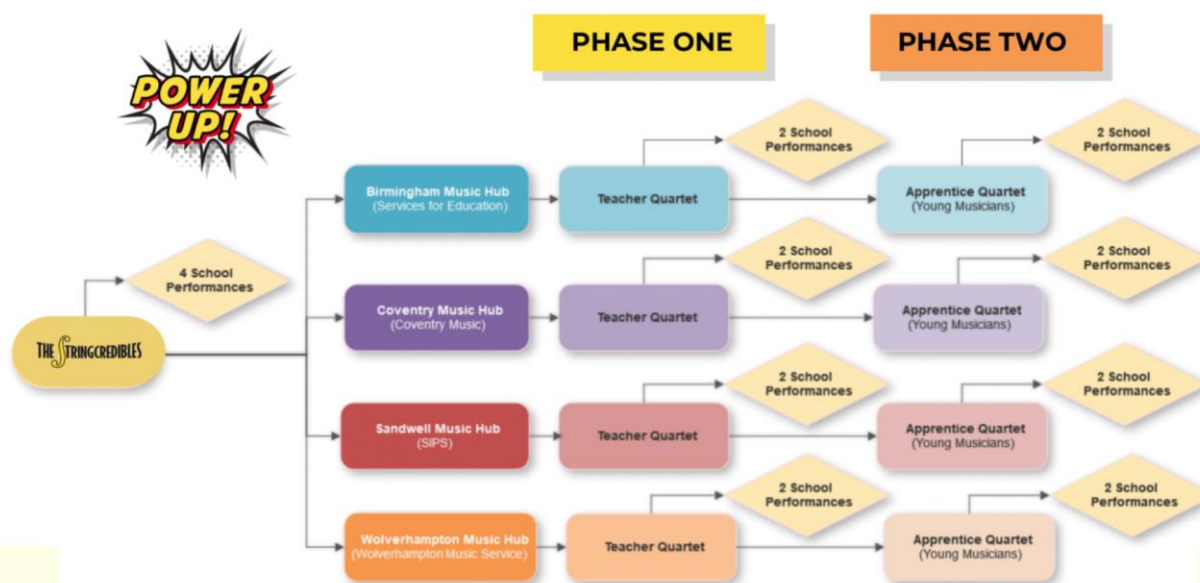 PHASE ONE
PHASE TWO
POWER
UP!
2 School
Performances
2 School
Performances
Birmingham Music Hub
(Services for Education)
Teacher Quartet
Apprentice Quartet
(Young Musicians)
4 School
Performances
2 School
Performances
2 School
Performances
Coventry Music Hub
(Coventry Music)
Teacher Quartet
Apprentice Quartet
(Young Musicians)
THE STRINGCREDIBLES
2 School
Performances
2 School
Performances
Sandwell Music Hub
(SIPS)
Teacher Quartet
Apprentice Quartet
(Young Musicians)
2 School
Performances
2 School
Performances
Wolverhampton Music Hub
(Wolverhampton Music Service)
Teacher Quartet
Apprentice Quartet
(Young Musicians)